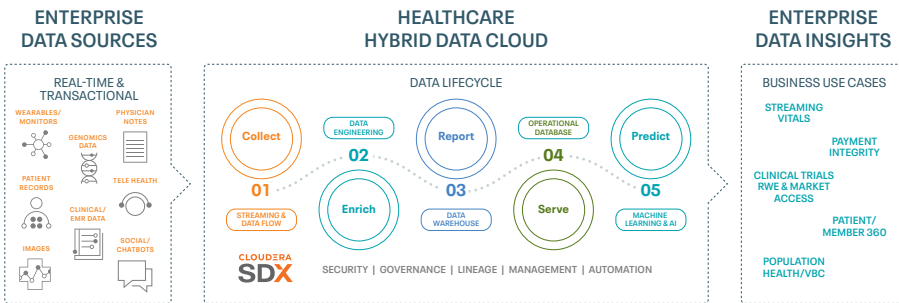 ENTERPRISE
DATA SOURCES
REAL-TIME &
TRANSACTIONAL
WEARABLES/
MONITORS
PHYSICIAN
NOTES
GENOMICS
DATA
PATIENT
RECORDS
TELE HEALTH
CLINICAL/
EMR DATA
IMAGES
SOCIAL/
CHATBOTS
HEALTHCARE
HYBRID DATA CLOUD
DATA LIFECYCLE
Collect
01
STREAMING &
DATA FLOW
DATA
ENGINEERING
02
Enrich
Report
03
DATA
WAREHOUSE
OPERATIONAL
DATABASE
04
Serve
Predict
05
MACHINE
LEARNING & AI
CLOUDERA
SDX
SECURITY | GOVERNANCE | LINEAGE | MANAGEMENT | AUTOMATION
ENTERPRISE
DATA INSIGHTS
BUSINESS USE CASES
STREAMING
VITALS
PAYMENT
INTEGRITY
CLINICAL TRIALS
RWE & MARKET
ACCESS
PATIENT/
MEMBER 360
POPULATION
HEALTH/VBC